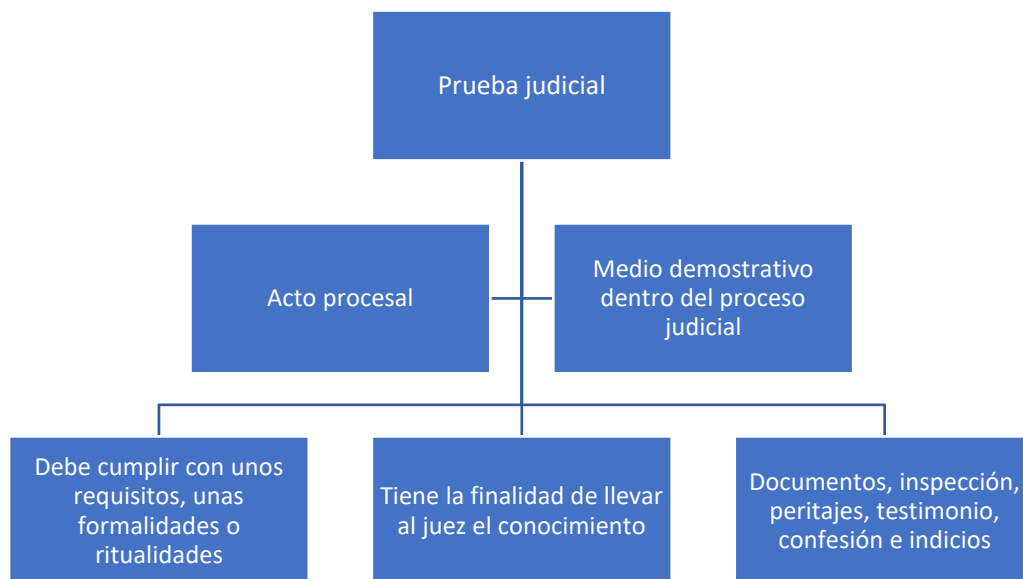 Prueba judicial
Acto procesal
Medio demostrativo
dentro del proceso
judicial
Debe cumplir con unos
requisitos, unas
formalidades o
ritualidades
Tiene la finalidad de llevar
al juez el conocimiento
Documentos, inspección,
peritajes, testimonio,
confesión e indicios